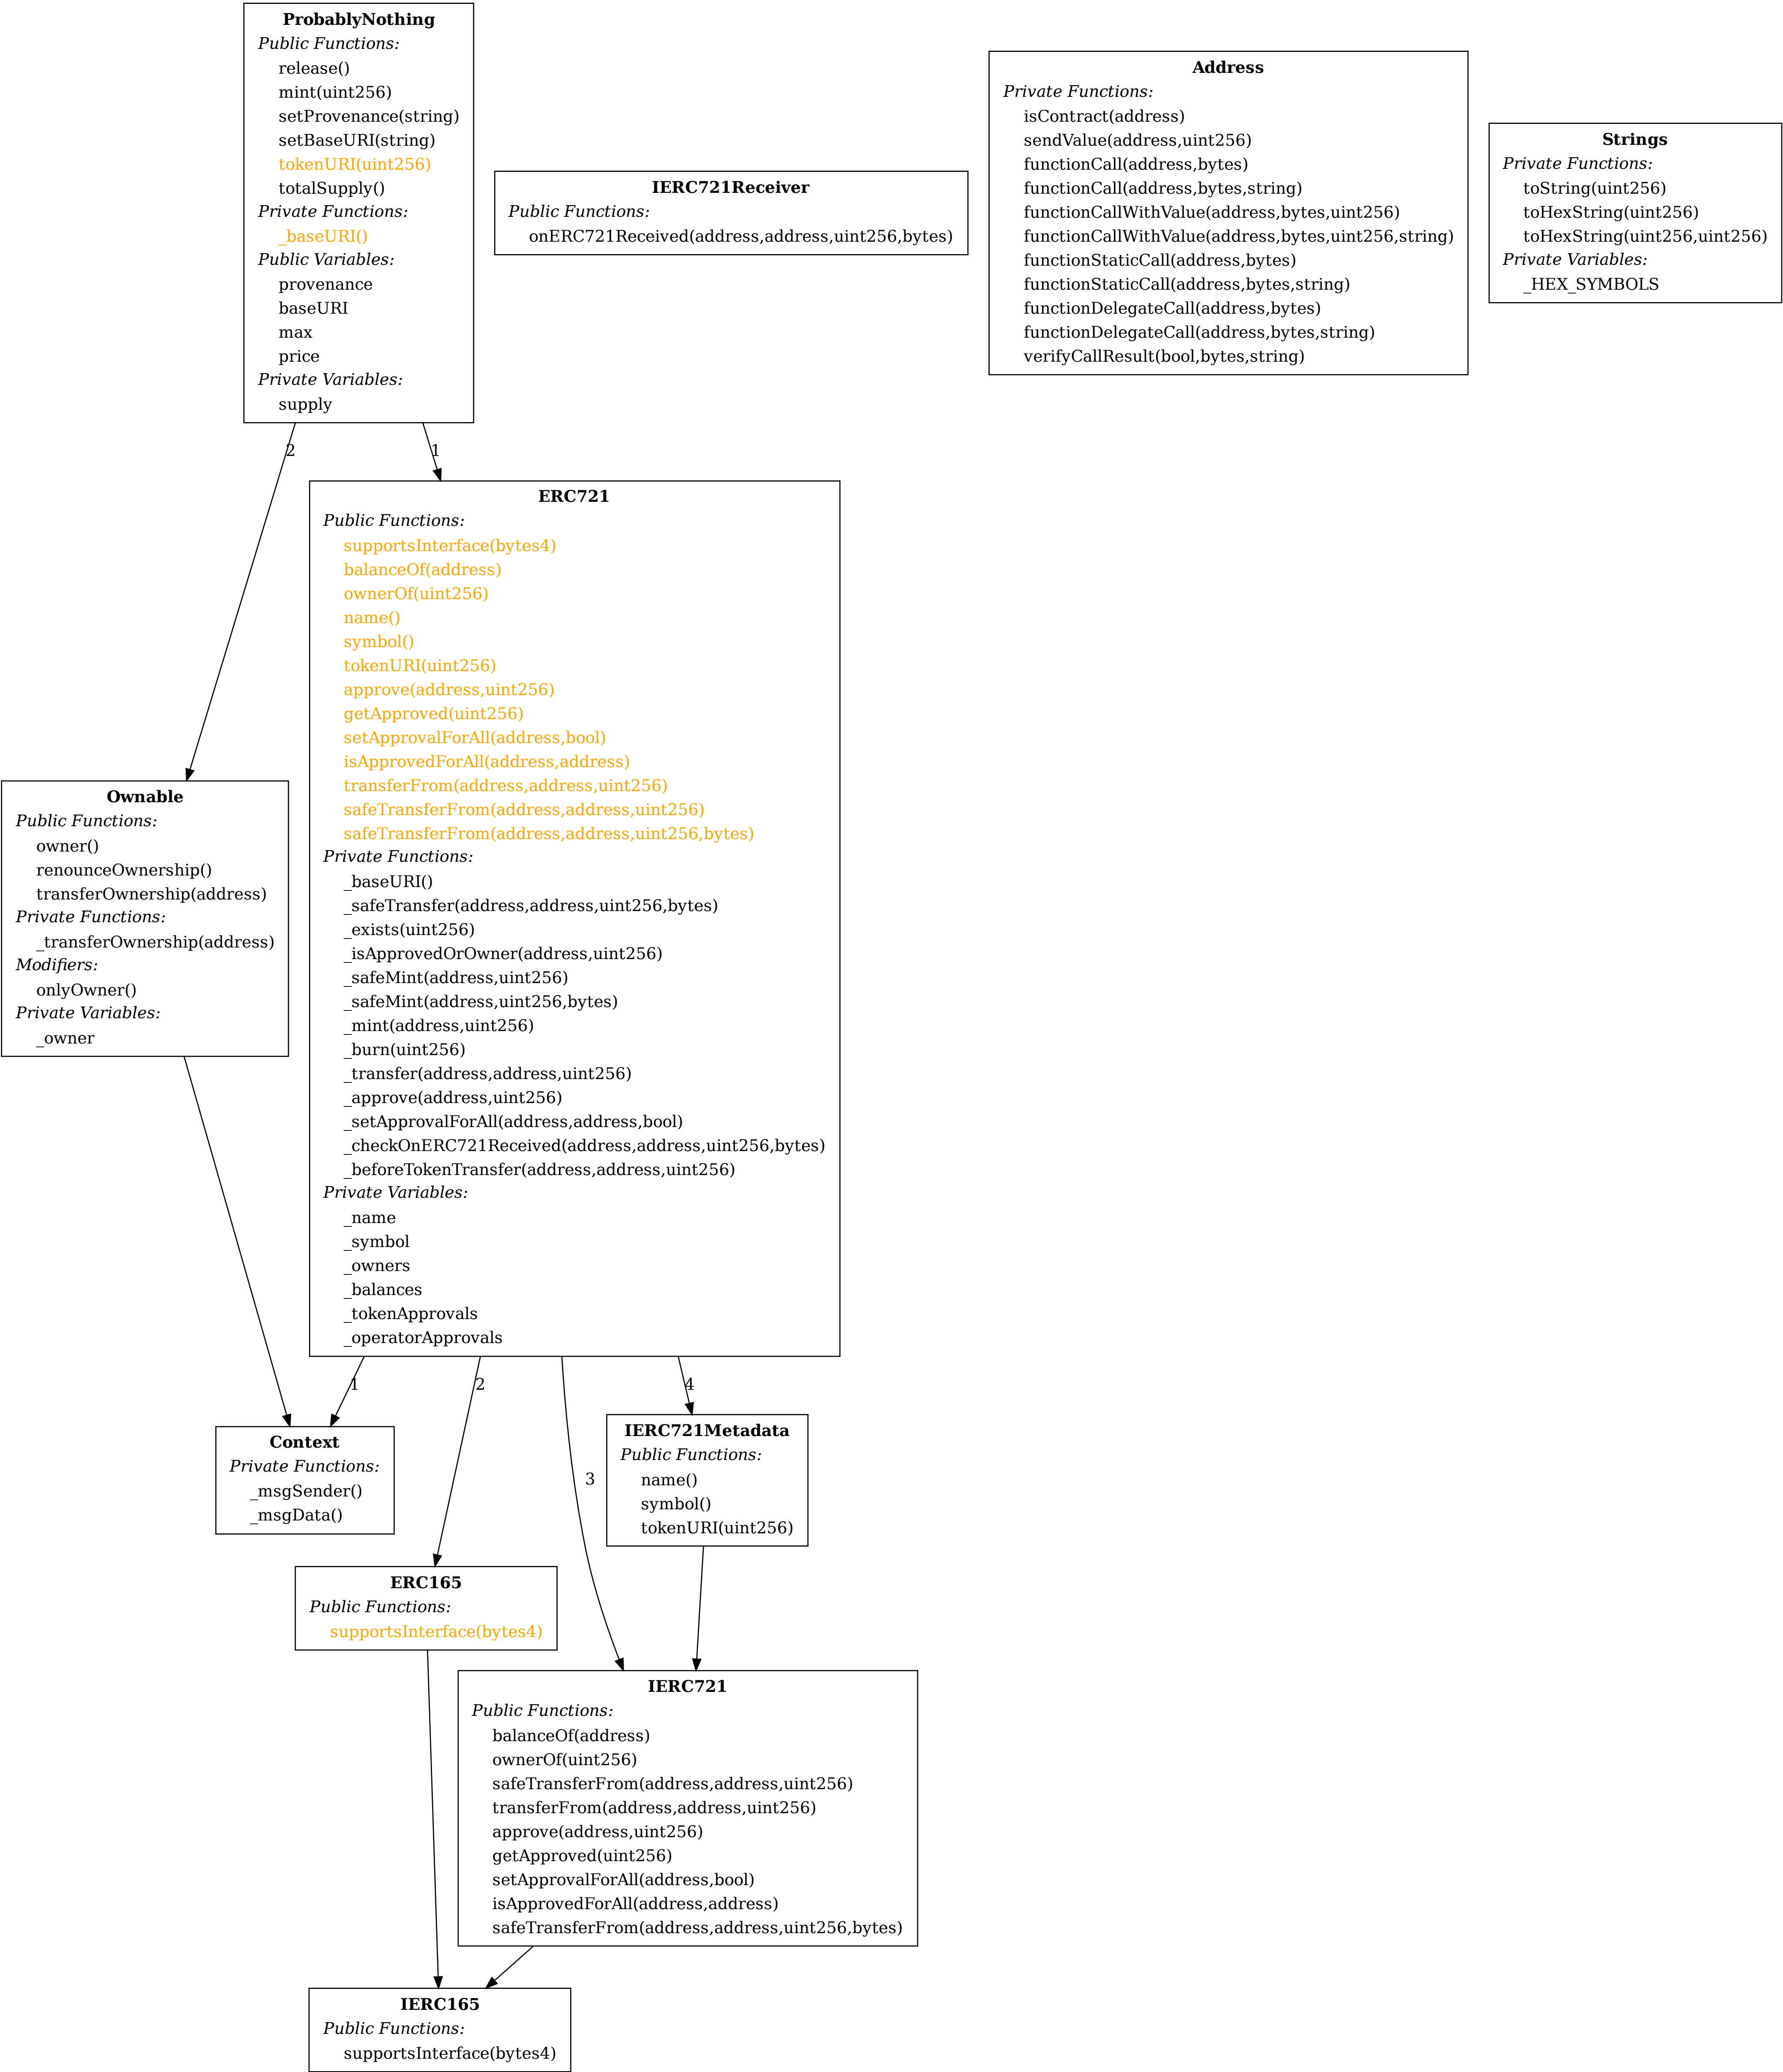 ProbablyNothing
Public Functions:
release()
mint(uint256)
setProvenance(string)
setBaseURI(string)
tokenURI(uint256)
totalSupply()
Private Functions:
_baseURI()
Public Variables:
provenance
baseURI
max
price
Private Variables:
supply
IERC721Receiver
Public Functions:
onERC721Received(address,address,uint256,bytes)
Address
Private Functions:
isContract(address)
sendValue(address,uint256)
functionCall(address,bytes)
functionCall(address,bytes,string)
functionCallWithValue(address,bytes,uint256)
functionCallWithValue(address,bytes,uint256,string)
functionStaticCall(address,bytes)
functionStaticCall(address,bytes,string)
functionDelegateCall(address,bytes)
functionDelegateCall(address,bytes,string)
verifyCallResult(bool,bytes,string)
Strings
Private Functions:
toString(uint256)
toHexString(uint256)
toHexString(uint256,uint256)
Private Variables:
_HEX_SYMBOLS
2
1
ERC721
Public Functions:
supportsInterface(bytes4)
balanceOf(address)
ownerOf(uint256)
name()
symbol()
tokenURI(uint256)
approve(address,uint256)
getApproved(uint256)
setApprovalForAll(address,bool)
isApprovedForAll(address,address)
transferFrom(address,address,uint256)
safeTransferFrom(address,address,uint256)
safeTransferFrom(address,address,uint256,bytes)
Private Functions:
_baseURI()
_safeTransfer(address,address,uint256,bytes)
_exists(uint256)
_isApprovedOrOwner(address,uint256)
_safeMint(address,uint256)
_safeMint(address,uint256,bytes)
_mint(address,uint256)
_burn(uint256)
_transfer(address,address,uint256)
_approve(address,uint256)
_setApprovalForAll(address,address,bool)
_checkOnERC721Received(address,address,uint256,bytes)
_beforeTokenTransfer(address,address,uint256)
Private Variables:
_name
_symbol
_owners
_balances
_tokenApprovals
_operatorApprovals
Ownable
Public Functions:
owner()
renounceOwnership()
transferOwnership(address)
Private Functions:
_transferOwnership(address)
Modifiers:
onlyOwner()
Private Variables:
_owner
1
2
3
4
Context
Private Functions:
_msgSender()
_msgData()
IERC721Metadata
Public Functions:
name()
symbol()
tokenURI(uint256)
ERC165
Public Functions:
supportsInterface(bytes4)
IERC721
Public Functions:
balanceOf(address)
ownerOf(uint256)
safeTransferFrom(address,address,uint256)
transferFrom(address,address,uint256)
approve(address,uint256)
getApproved(uint256)
setApprovalForAll(address,bool)
isApprovedForAll(address,address)
safeTransferFrom(address,address,uint256,bytes)
IERC165
Public Functions:
supportsInterface(bytes4)